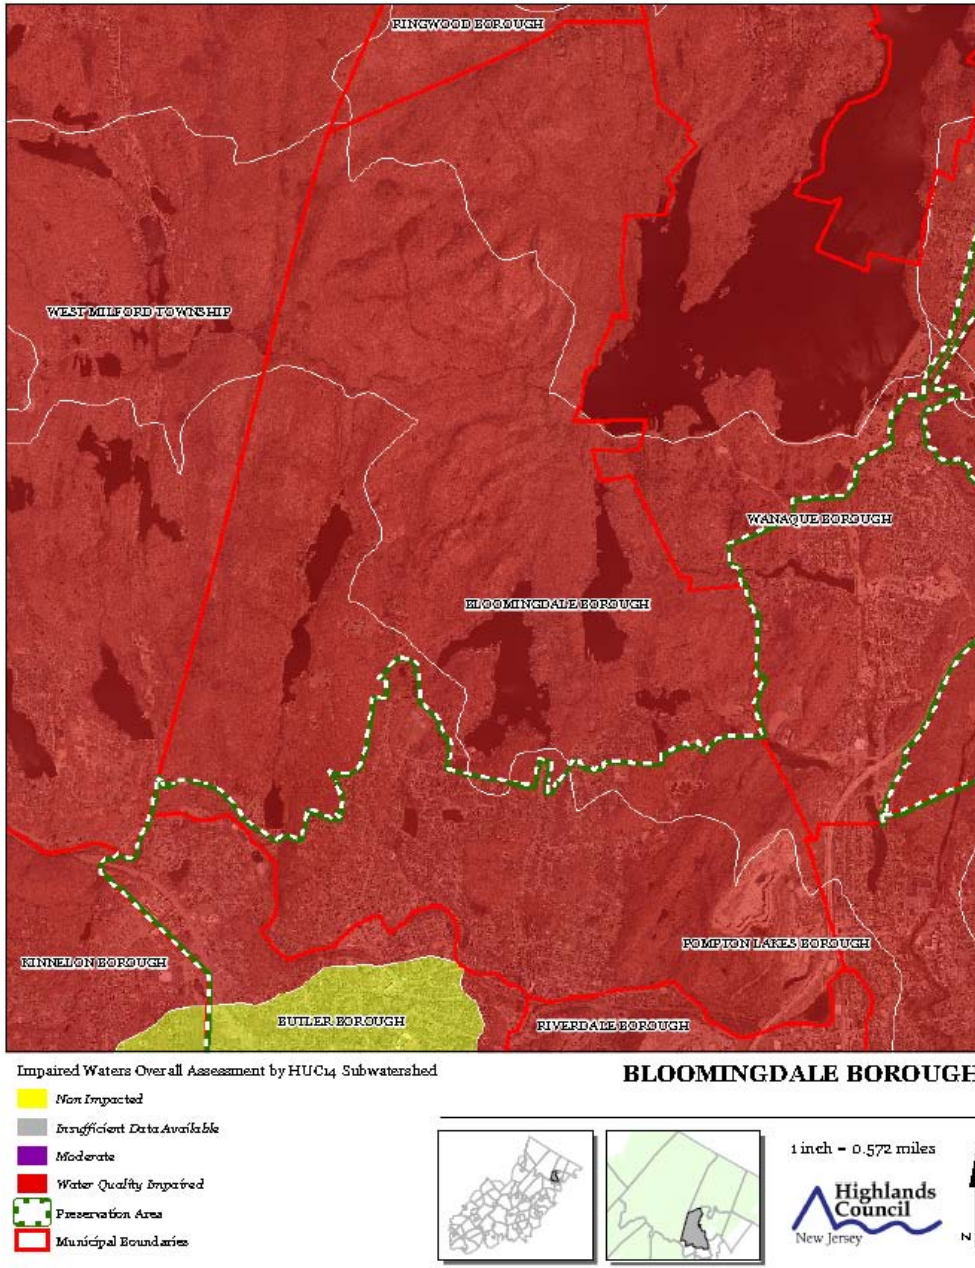 RINGWOOD BOROUGH
WEST MILFORD TOWNSHIP
WANAQUE BOROUGH
BLOOMINGDALE BOROUGH
POMPTON LAKES BOROUGH
KINNELON BOROUGH
BUTLER BOROUGH
RIVERDALE BOROUGH
Impaired Waters Overall Assessment by HUC14 Subwatershed
Non Impacted
Insufficient Data Available
Moderate
Water Quality Impaired
Preservation Area
Municipal Boundaries
BLOOMINGDALE BOROUGH
1 inch = 0.572 miles
Highlands
Council
New Jersey
N